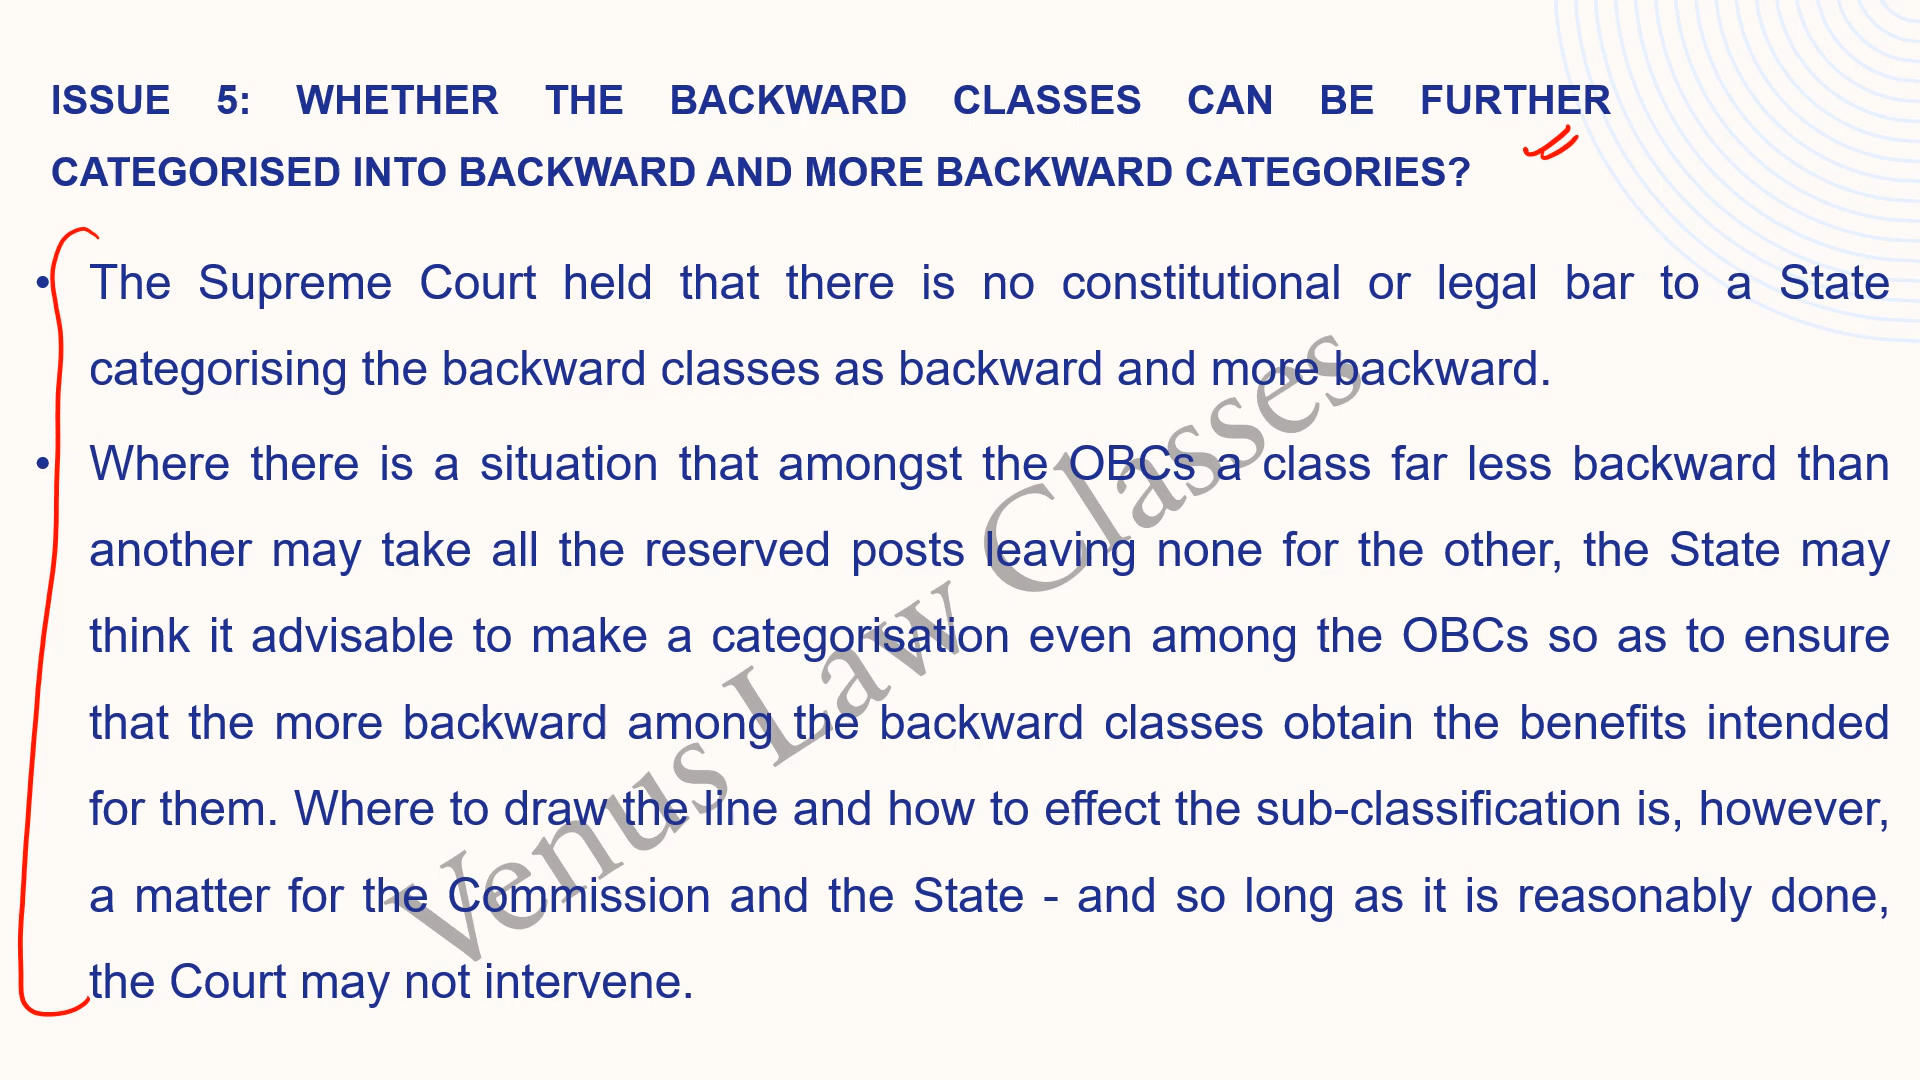 ISSUE 5: WHETHER THE BACKWARD CLASSES CAN BE FURTHER
CATEGORISED INTO BACKWARD AND MORE BACKWARD CATEGORIES?
• The Supreme Court held that there is no constitutional or legal bar to a State
categorising the backward classes as backward and more backward.
• Where there is a situation that amongst the OBCs a class far less backward than
another may take all the reserved posts leaving none for the other, the State may
think it advisable to make a categorisation even among the OBCs so as to ensure
that the more backward among the backward classes obtain the benefits intended
for them. Where to draw the line and how to effect the sub-classification is, however,
a matter for the Commission and the State - and so long as it is reasonably done,
the Court may not intervene.
Venus Law Classes